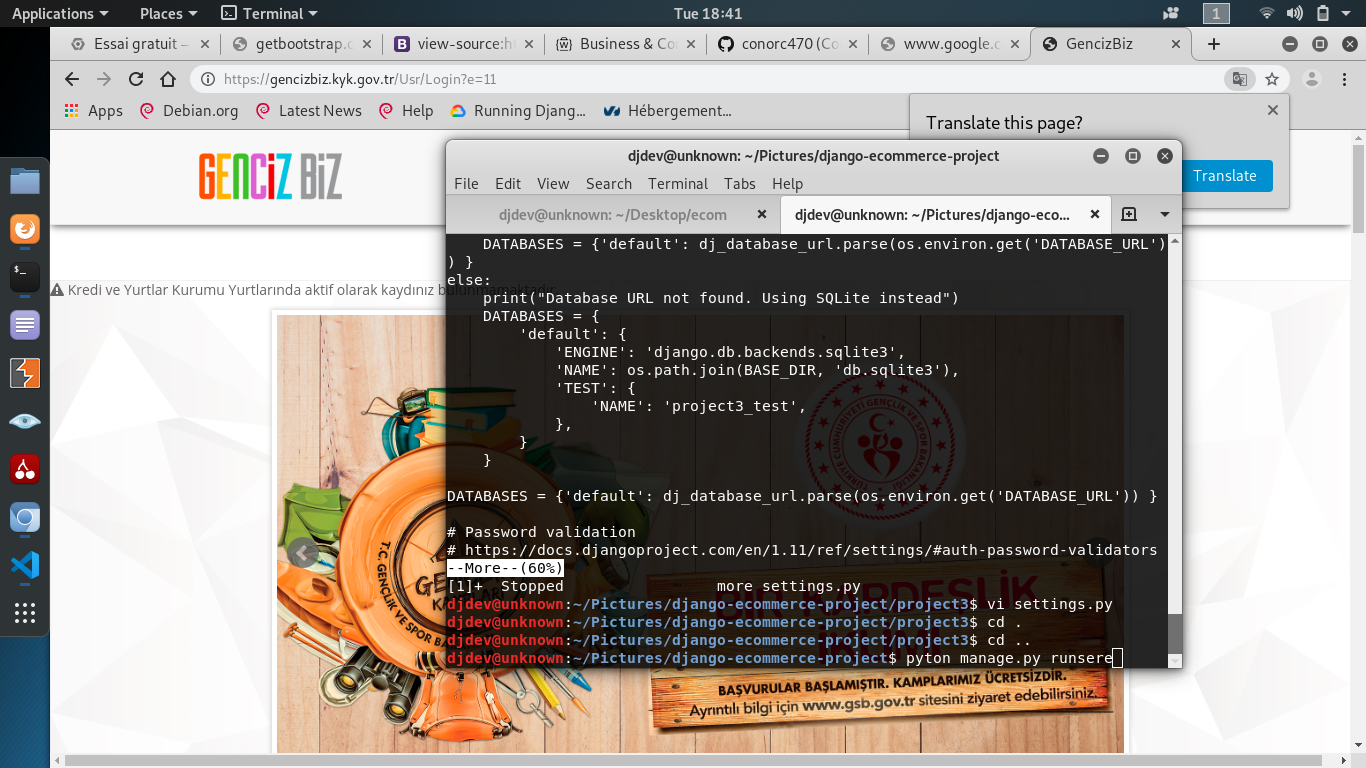 Applications
Places
Terminal
Tue 18:41
1
Essai gratuit –
getbootstrap.c
view-source:h
Business & Co
conorc470 (Co
www.google.c
GencizBiz
https://gencizbiz.kyk.gov.tr/Usr/Login?e=11
Apps
Debian.org
Latest News
Help
Running Djang...
Hébergement...
Translate this page?
Translate
GENCiZ BiZ
Kredi ve Yurtlar Kurumu Yurtlarında aktif olarak kaydınız bulunmamaktadır
djdev@unknown: ~/Pictures/django-ecommerce-project
File Edit View Search Terminal Tabs Help
djdev@unknown: ~/Desktop/ecom
djdev@unknown: ~/Pictures/django-eco...
DATABASES = {'default': dj_database_url.parse(os.environ.get('DATABASE_URL')
) }
else:
print("Database URL not found. Using SQLite instead")
DATABASES = {
'default': {
'ENGINE': 'django.db.backends.sqlite3',
'NAME': os.path.join(BASE_DIR, 'db.sqlite3'),
'TEST': {
'NAME': 'project3_test',
},
}
}
DATABASES = {'default': dj_database_url.parse(os.environ.get('DATABASE_URL')) }
# Password validation
# https://docs.djangoproject.com/en/1.11/ref/settings/#auth-password-validators
--More--(60%)
[1]+  Stopped                 more settings.py
djdev@unknown:~/Pictures/django-ecommerce-project/project3$ vi settings.py
djdev@unknown:~/Pictures/django-ecommerce-project/project3$ cd .
djdev@unknown:~/Pictures/django-ecommerce-project/project3$ cd ..
djdev@unknown:~/Pictures/django-ecommerce-project$ pyton manage.py runsere
BAŞVURULAR BAŞLAMIŞTIR. KAMPLARIMIZ ÜCRETSİZDİR.
Ayrıntılı bilgi için www.gsb.gov.tr sitesini ziyaret edebilirsiniz.